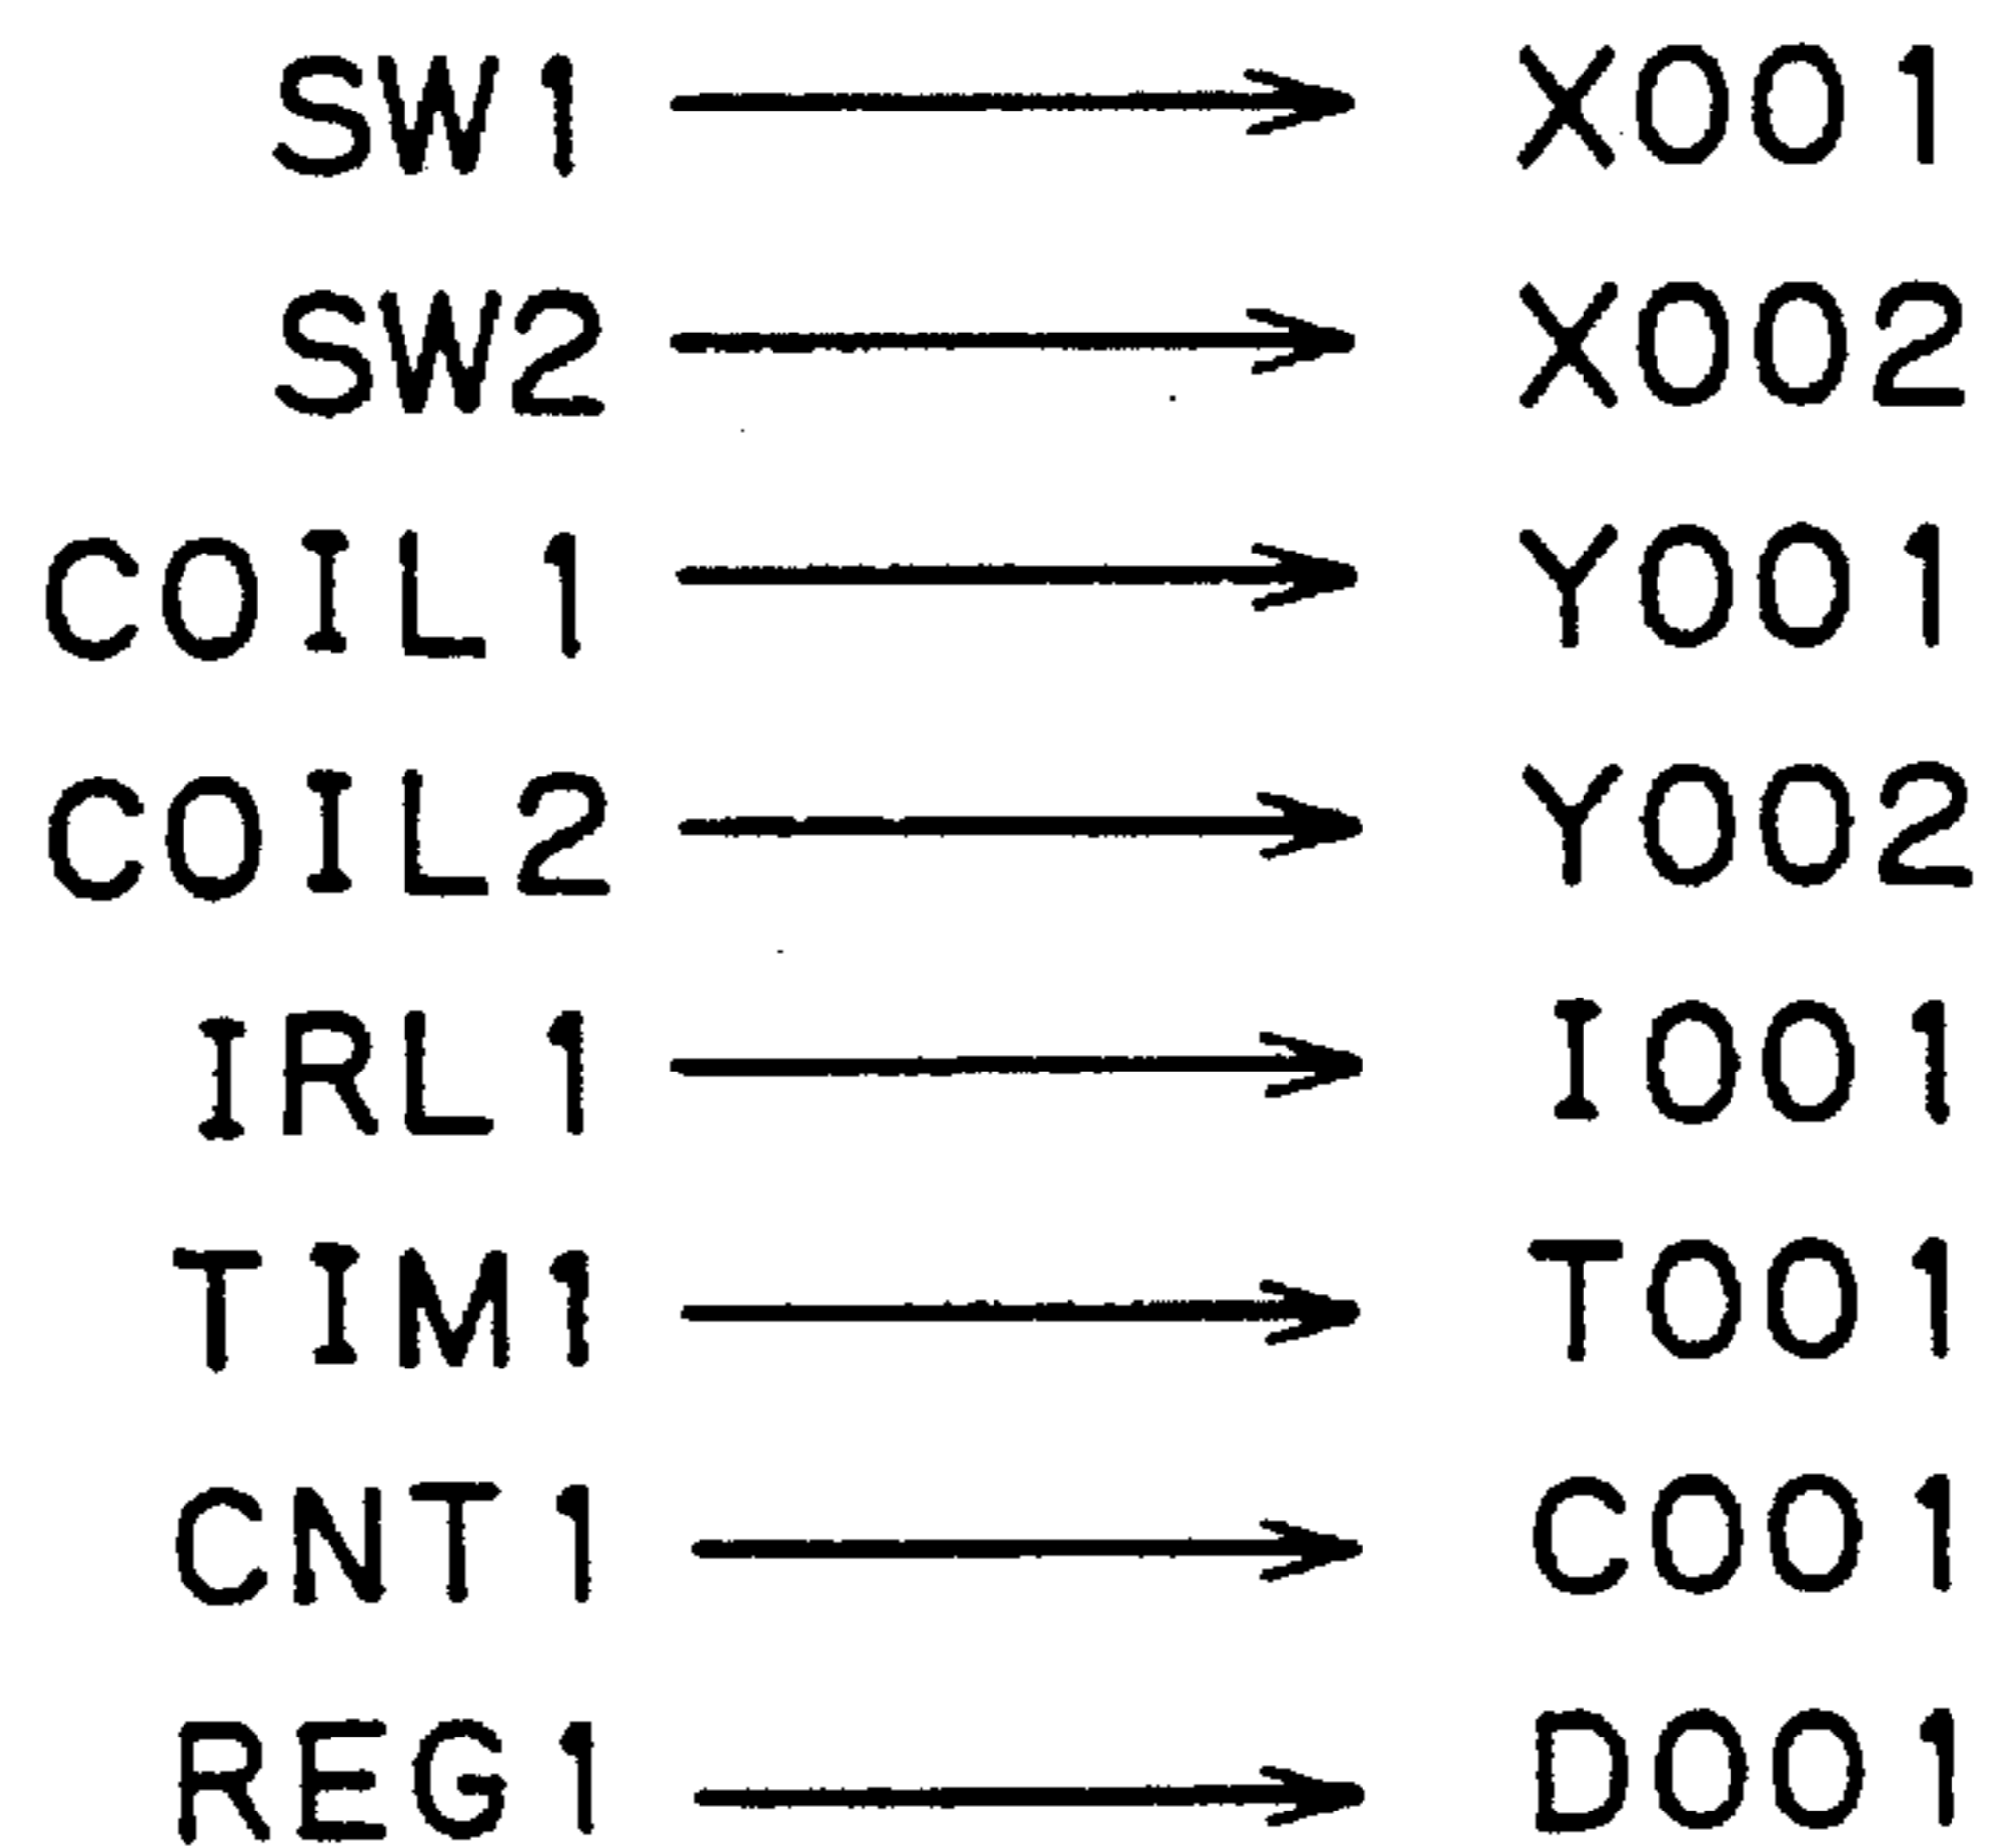 SW1 → X001
SW2 → X002
COIL1 → Y001
COIL2 → Y002
IRL1 → I001
TIM1 → T001
CNT1 → C001
REG1 → D001